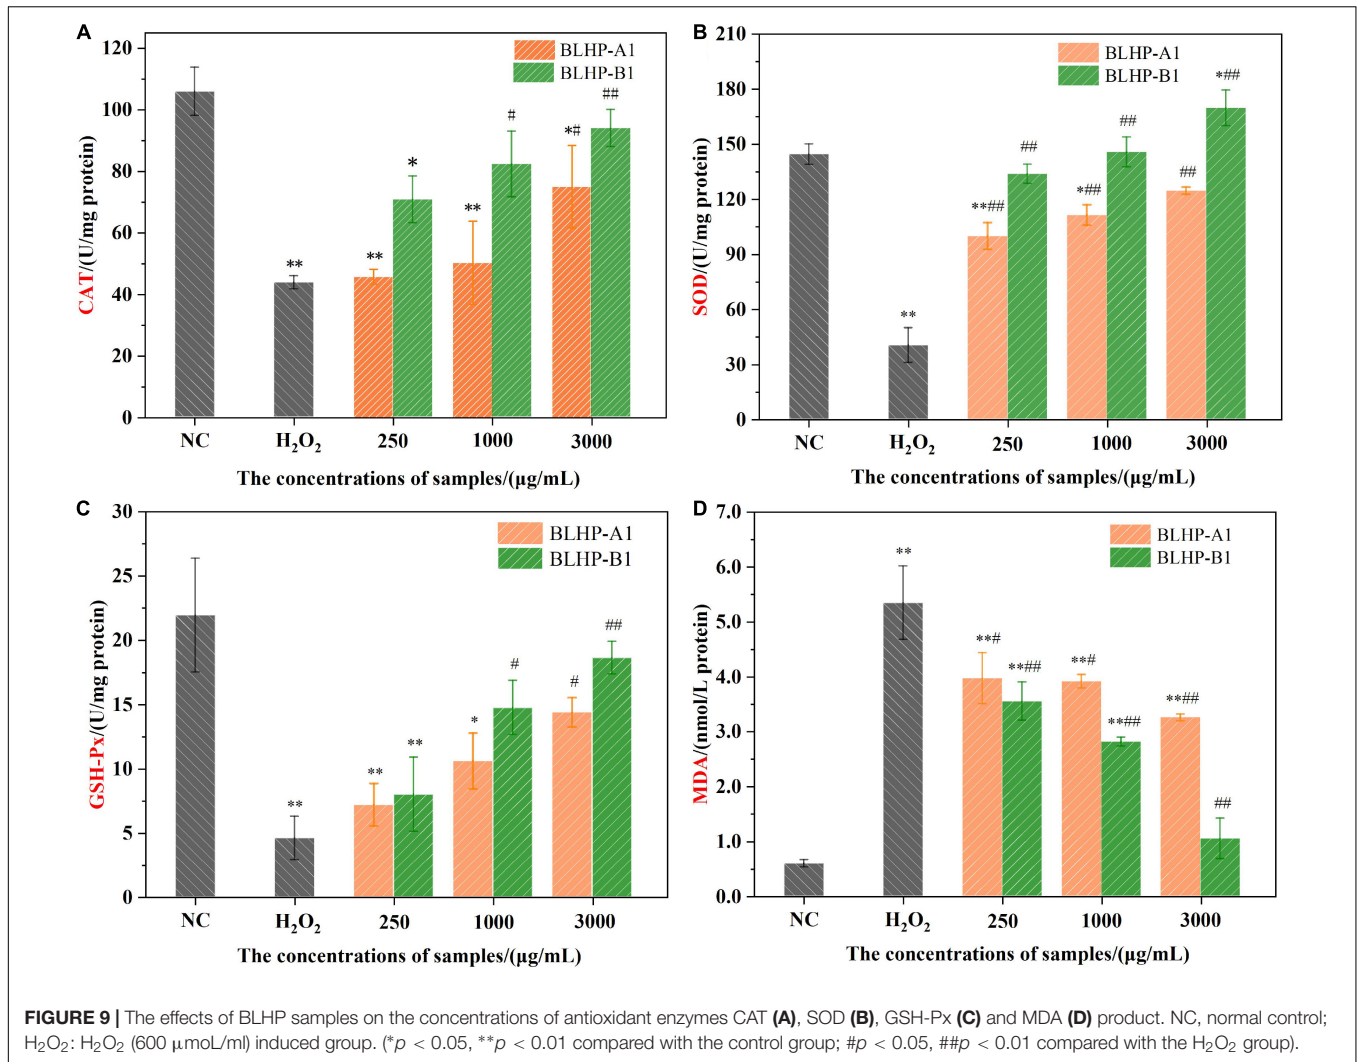 A
120
100
80
60
40
20
0
CAT/(U/mg protein)
BLHP-A1
BLHP-B1
**
**
*
**
#
*#
##
NC
H₂O₂
250
1000
3000
The concentrations of samples/(μg/mL)
B
210
180
150
120
90
60
30
0
SOD/(U/mg protein)
BLHP-A1
BLHP-B1
**
**##
##
*##
##
##
*##
NC
H₂O₂
250
1000
3000
The concentrations of samples/(μg/mL)
C
30
25
20
15
10
5
0
GSH-Px/(U/mg protein)
BLHP-A1
BLHP-B1
**
**
**
*
#
#
##
NC
H₂O₂
250
1000
3000
The concentrations of samples/(μg/mL)
D
7.0
6.0
5.0
4.0
3.0
2.0
1.0
0.0
MDA/(nmol/L protein)
BLHP-A1
BLHP-B1
**
**#
**##
**#
**##
**##
##
NC
H₂O₂
250
1000
3000
The concentrations of samples/(μg/mL)
FIGURE 9 | The effects of BLHP samples on the concentrations of antioxidant enzymes CAT (A), SOD (B), GSH-Px (C) and MDA (D) product. NC, normal control;
H₂O₂: H₂O₂ (600 μmoL/ml) induced group. (*p < 0.05, **p < 0.01 compared with the control group; #p < 0.05, ##p < 0.01 compared with the H₂O₂ group).